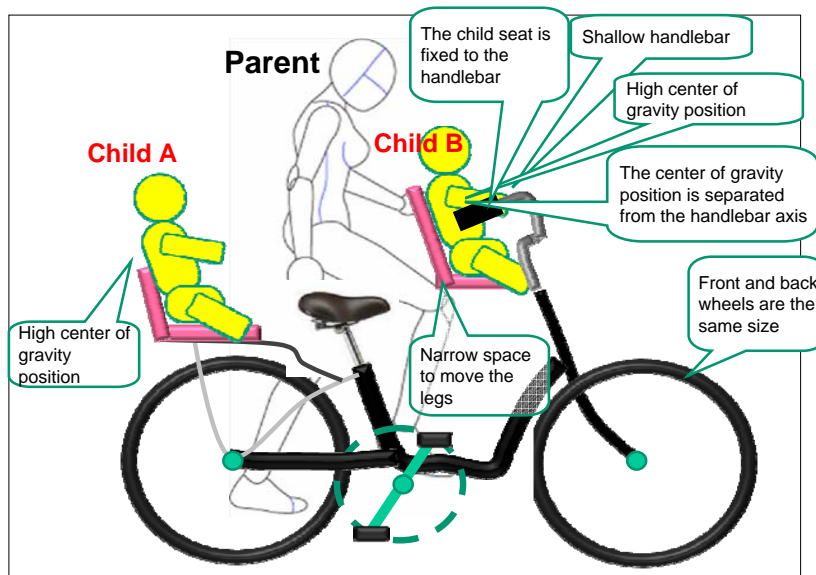 Parent
The child seat is
fixed to the
handlebar
Shallow handlebar
High center of
gravity position
Child A
Child B
The center of gravity
position is separated
from the handlebar axis
High center of
gravity
position
Narrow space
to move the
legs
Front and back
wheels are the
same size